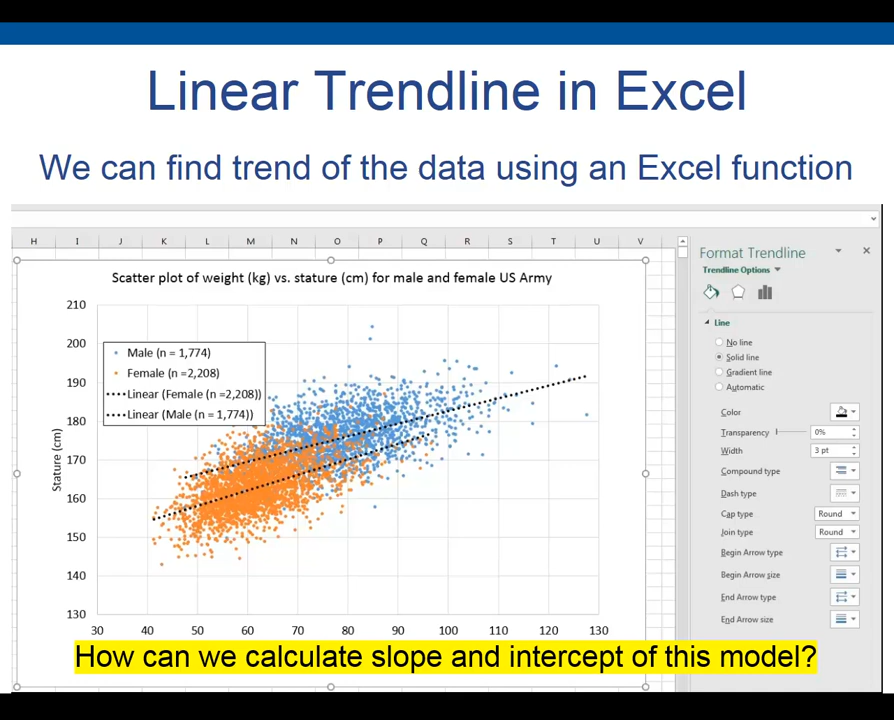 Linear Trendline in Excel
We can find trend of the data using an Excel function
H I J K L M N O P Q R S T U V
Scatter plot of weight (kg) vs. stature (cm) for male and female US Army
210
200
190
180
170
160
150
140
130
Stature (cm)
Male (n = 1,774)
Female (n =2,208)
Linear (Female (n =2,208))
Linear (Male (n = 1,774))
30 40 50 60 70 80 90 100 110 120 130
Format Trendline
Trendline Options
Line
No line
Solid line
Gradient line
Automatic
Color
Transparency 0%
Width 3 pt
Compound type
Dash type
Cap type Round
Join type Round
Begin Arrow type
Begin Arrow size
End Arrow type
End Arrow size
How can we calculate slope and intercept of this model?